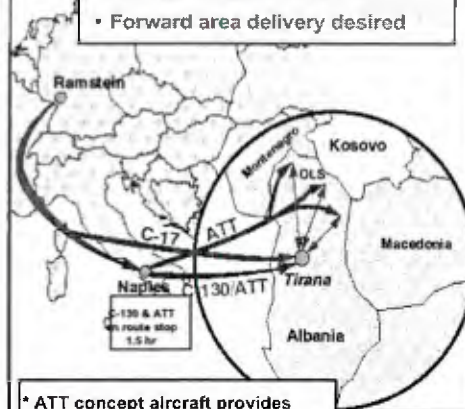 • Forward area delivery desired
Ramstein
Montenegro
Kosovo
OLS
ATT
C-17
Macedonia
Naples
C-130/ATT
Tirana
C-130 & ATT
en route stop
1.5 hr
Albania
* ATT concept aircraft provides